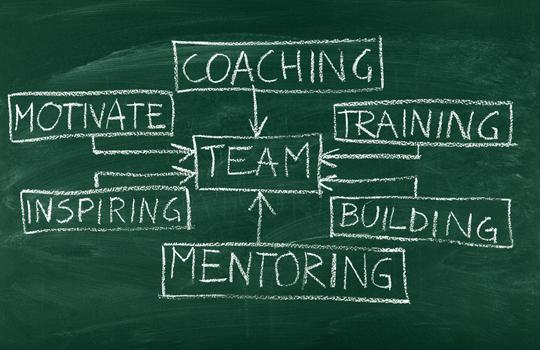 COACHING
MOTIVATE
TRAINING
TEAM
INSPIRING
BUILDING
MENTORING